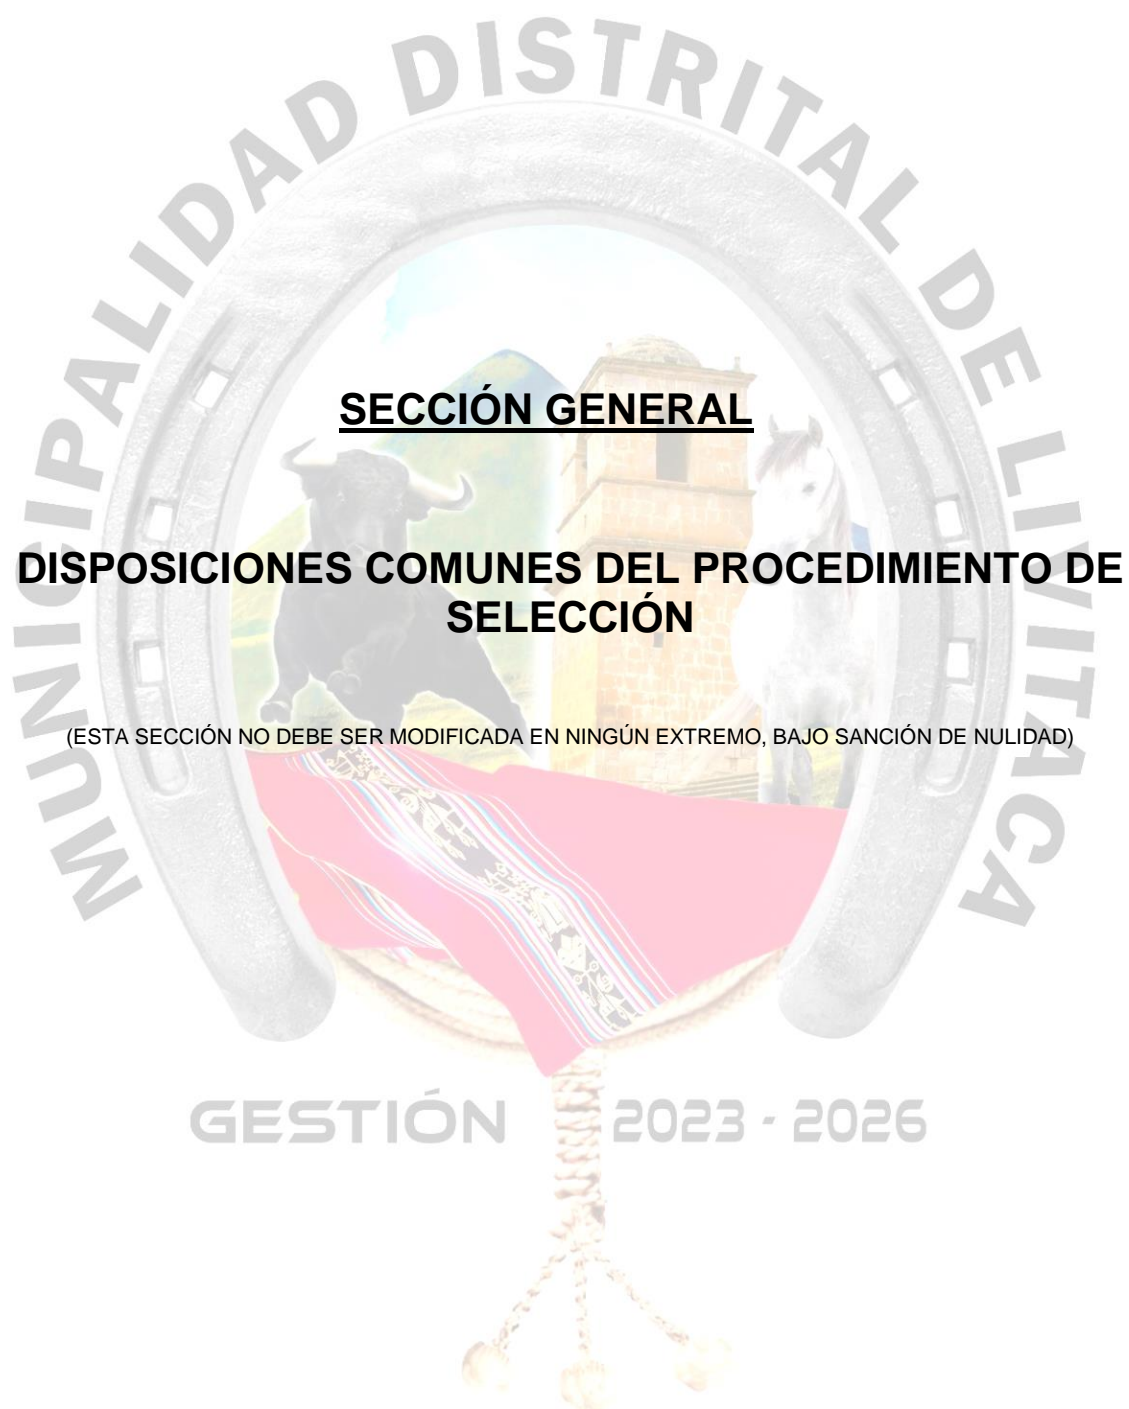 MUNICIPALIDAD DISTRITAL DE LIVITACA
SECCIÓN GENERAL
DISPOSICIONES COMUNES DEL PROCEDIMIENTO DE
SELECCIÓN
(ESTA SECCIÓN NO DEBE SER MODIFICADA EN NINGÚN EXTREMO, BAJO SANCIÓN DE NULIDAD)
GESTIÓN 2023 - 2026